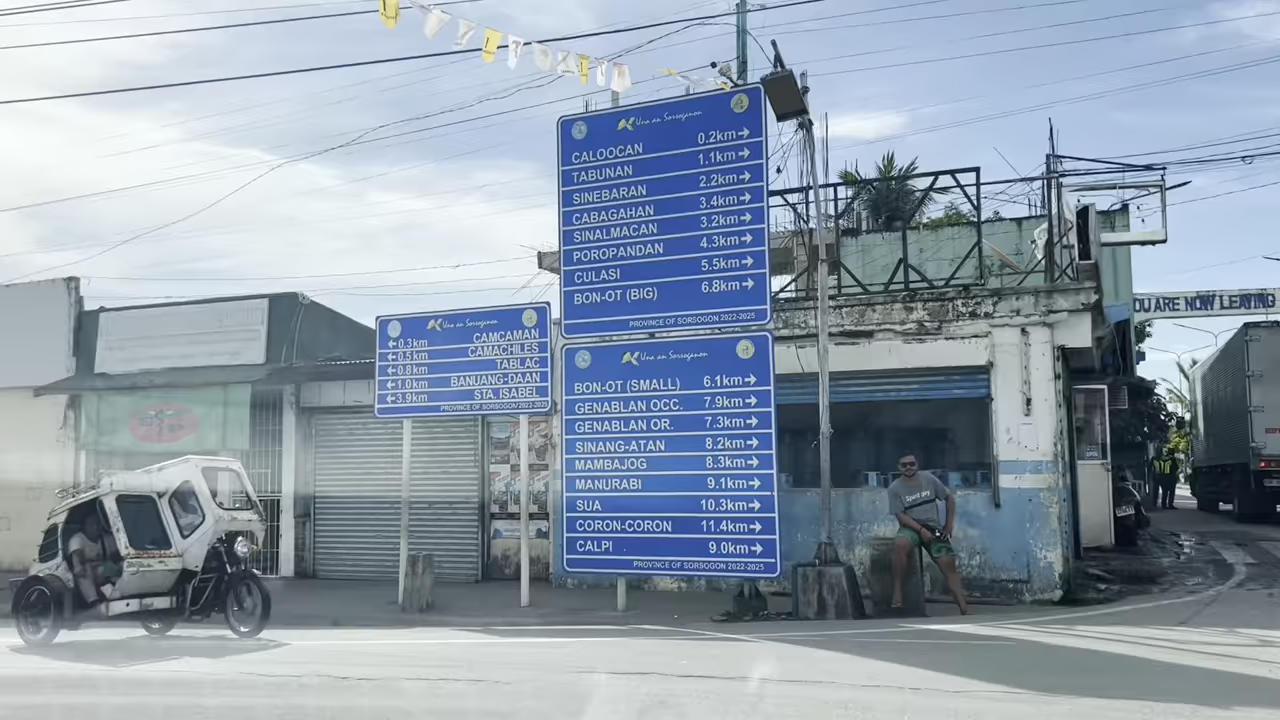 Una an Sorsoganon
CALOOCAN 0.2km→
TABUNAN 1.1km→
SINEBARAN 2.2km→
CABAGAHAN 3.4km→
SINALMACAN 3.2km→
POROPANDAN 4.3km→
CULASI 5.5km→
BON-OT (BIG) 6.8km→
PROVINCE OF SORSOGON 2022-2025
Una an Sorsoganon
←0.3km CAMCAMAN
←0.5km CAMACHILES
←0.8km TABLAC
←1.0km BANUANG-DAAN
←3.9km STA. ISABEL
PROVINCE OF SORSOGON 2022-2025
Una an Sorsoganon
BON-OT (SMALL) 6.1km→
GENABLAN OCC. 7.9km→
GENABLAN OR. 7.3km→
SINANG-ATAN 8.2km→
MAMBAJOG 8.3km→
MANURABI 9.1km→
SUA 10.3km→
CORON-CORON 11.4km→
CALPI 9.0km→
PROVINCE OF SORSOGON 2022-2025
YOU ARE NOW LEAVING